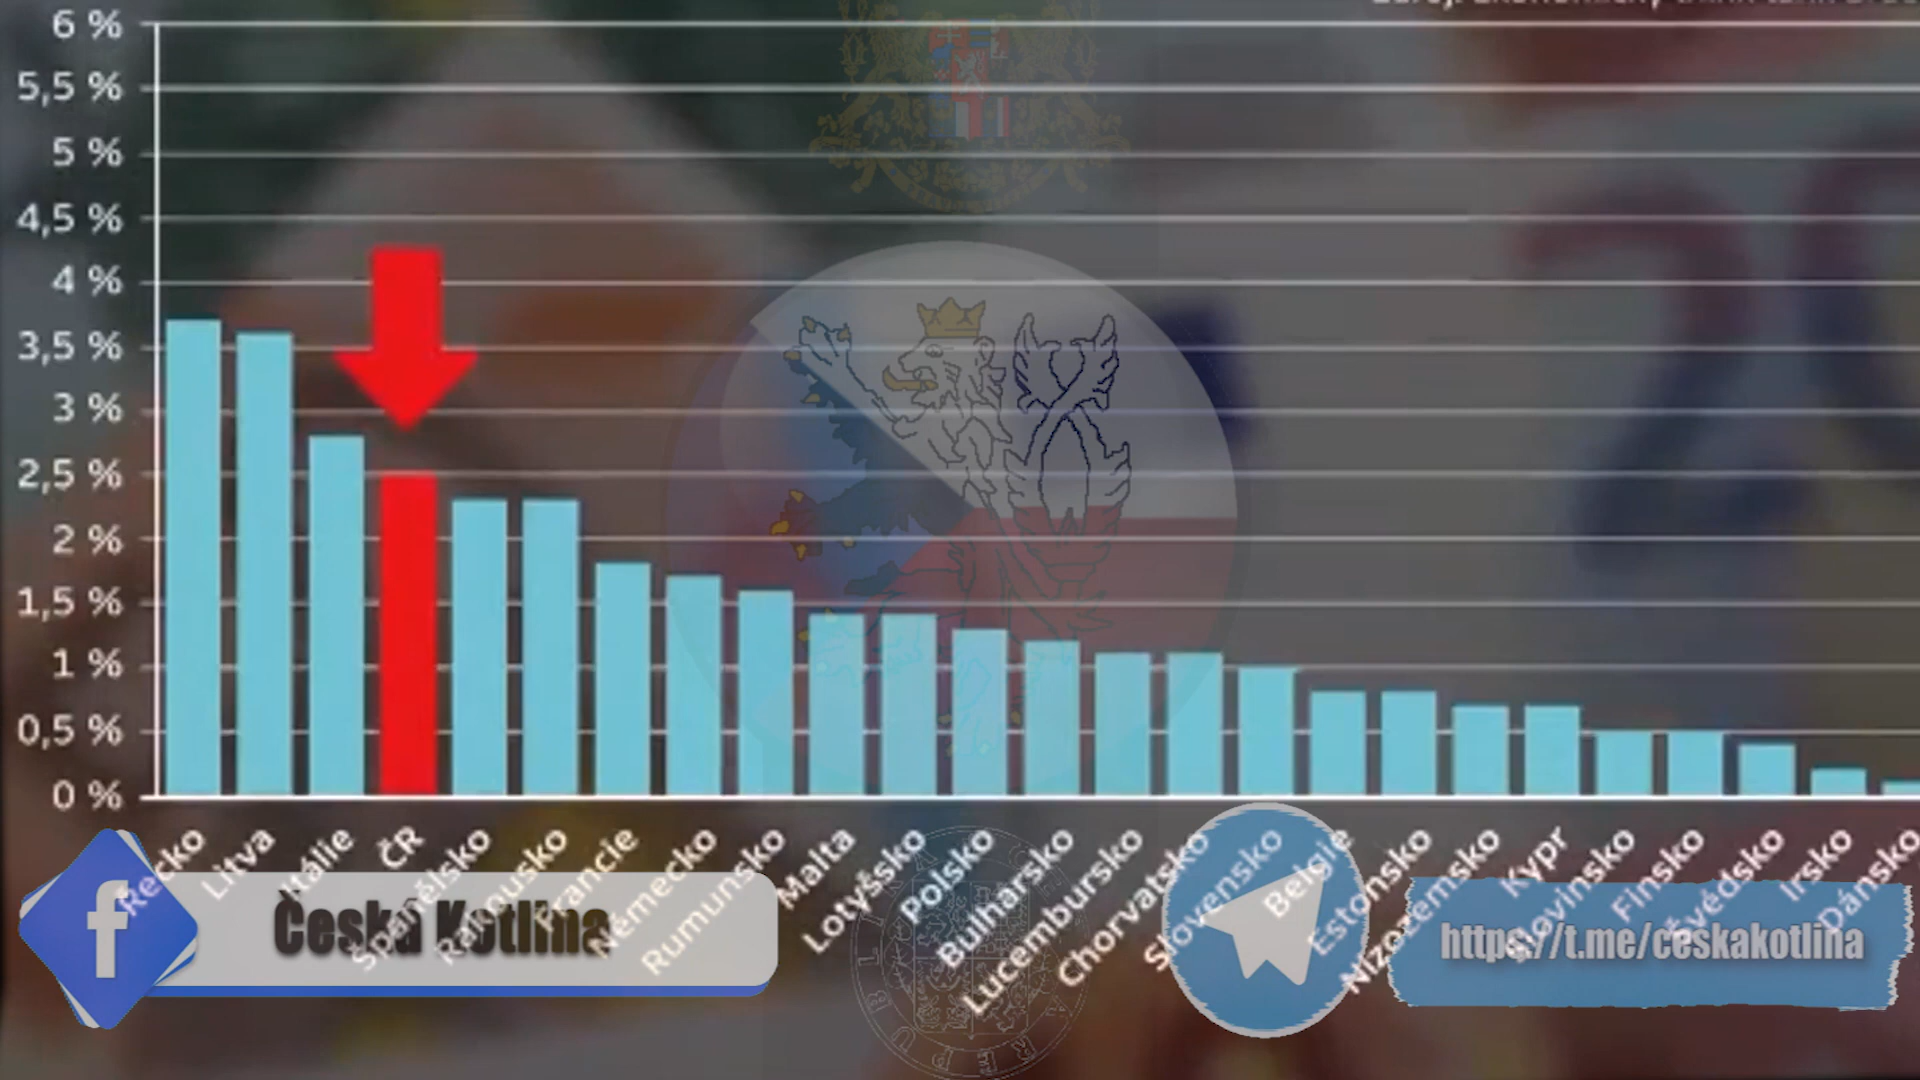 6 %
5,5 %
5 %
4,5 %
4 %
3,5 %
3 %
2,5 %
2 %
1,5 %
1 %
0,5 %
0 %
Řecko
Litva
Itálie
ČR
Španělsko
Rakousko
Francie
Německo
Rumunsko
Malta
Lotyšsko
Polsko
Bulharsko
Lucembursko
Chorvatsko
Slovensko
Belgie
Estonsko
Nizozemsko
Kypr
Slovinsko
Finsko
Švédsko
Irsko
Dánsko
f
Česká Kotlina
https://t.me/ceskakotlina